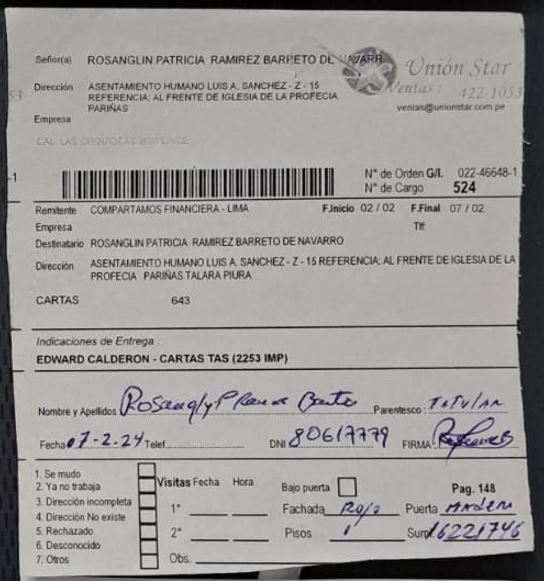 Señor(a) ROSANGLIN PATRICIA RAMIREZ BARRETO DE NAVARR
Unión Star
Dirección ASENTAMIENTO HUMANO LUIS A. SANCHEZ - Z - 15
REFERENCIA: AL FRENTE DE IGLESIA DE LA PROFECIA
PARIÑAS
Ventas : 422-1053
ventas@unionstar.com.pe
53
Empresa
CAL. LAS ORQUIDEAS
-1
N° de Orden G/I. 022-46648-1
N° de Cargo 524
Remitente COMPARTAMOS FINANCIERA - LIMA F.Inicio 02 / 02 F.Final 07 / 02
Empresa Tlf:
Destinatario ROSANGLIN PATRICIA RAMIREZ BARRETO DE NAVARRO
Dirección ASENTAMIENTO HUMANO LUIS A. SANCHEZ - Z - 15 REFERENCIA: AL FRENTE DE IGLESIA DE LA
PROFECIA PARIÑAS TALARA PIURA
CARTAS 643
Indicaciones de Entrega :
EDWARD CALDERON - CARTAS TAS (2253 IMP)
Nombre y Apellidos Parentesco: TITULAR
Fecha 07-2-24 Telef. DNI 80617779 FIRMA:
1. Se mudo
2. Ya no trabaja
3. Dirección incompleta
4. Dirección No existe
5. Rechazado
6. Desconocido
7. Otros
Visitas Fecha Hora
1°
2°
Obs.
Bajo puerta Pag. 148
Fachada Rojo Puerta Madera
Pisos 1 Sum. 16221746